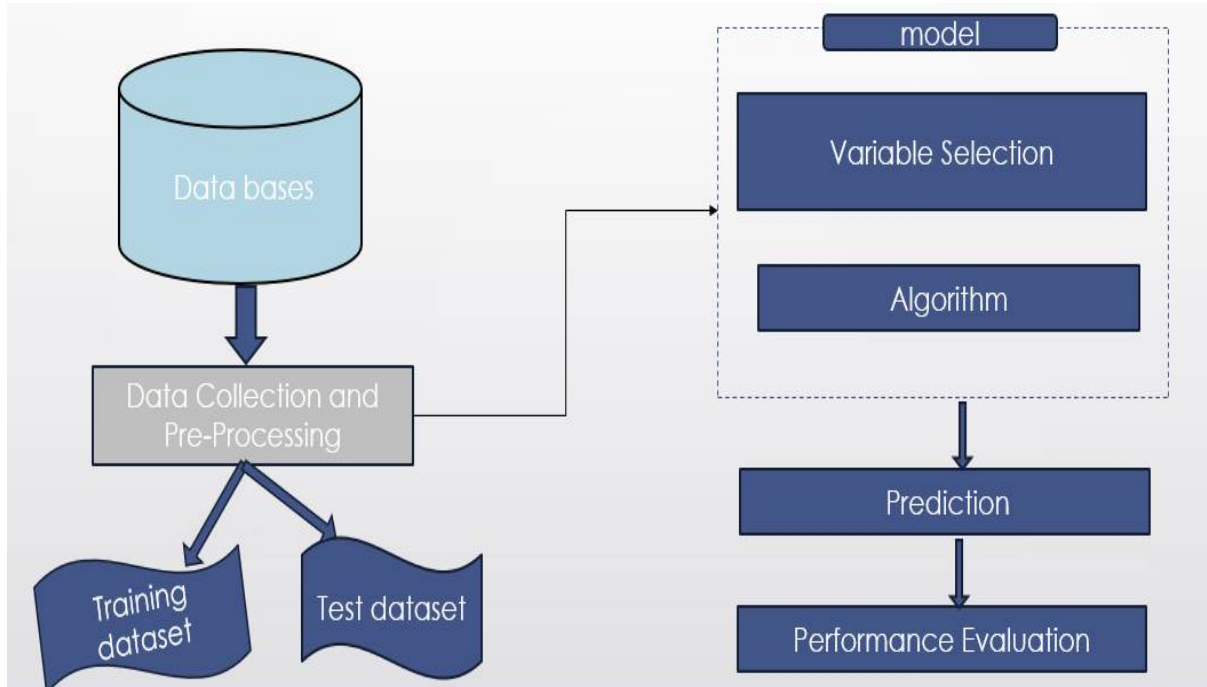 Data bases
Data Collection and
Pre-Processing
Training
dataset
Test dataset
model
Variable Selection
Algorithm
Prediction
Performance Evaluation